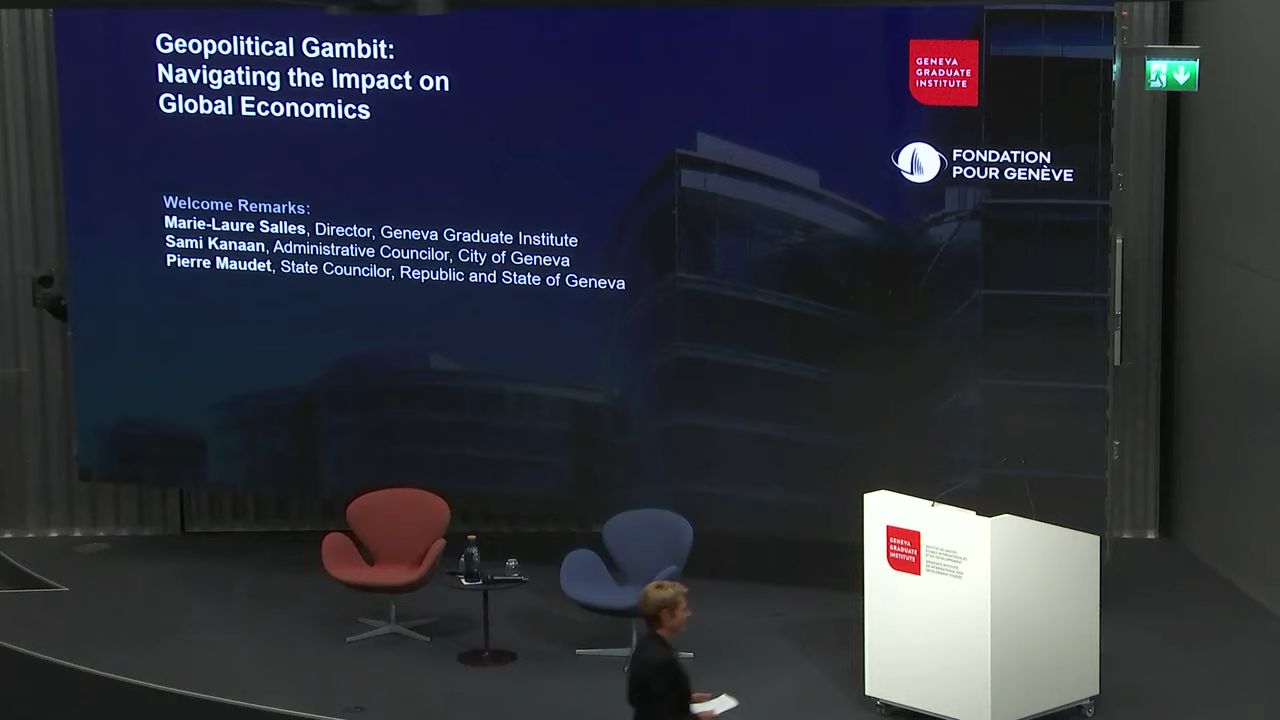 Geopolitical Gambit:
Navigating the Impact on
Global Economics
GENEVA
GRADUATE
INSTITUTE
FONDATION
POUR GENÈVE
Welcome Remarks:
Marie-Laure Salles, Director, Geneva Graduate Institute
Sami Kanaan, Administrative Councilor, City of Geneva
Pierre Maudet, State Councilor, Republic and State of Geneva
GENEVA
GRADUATE
INSTITUTE